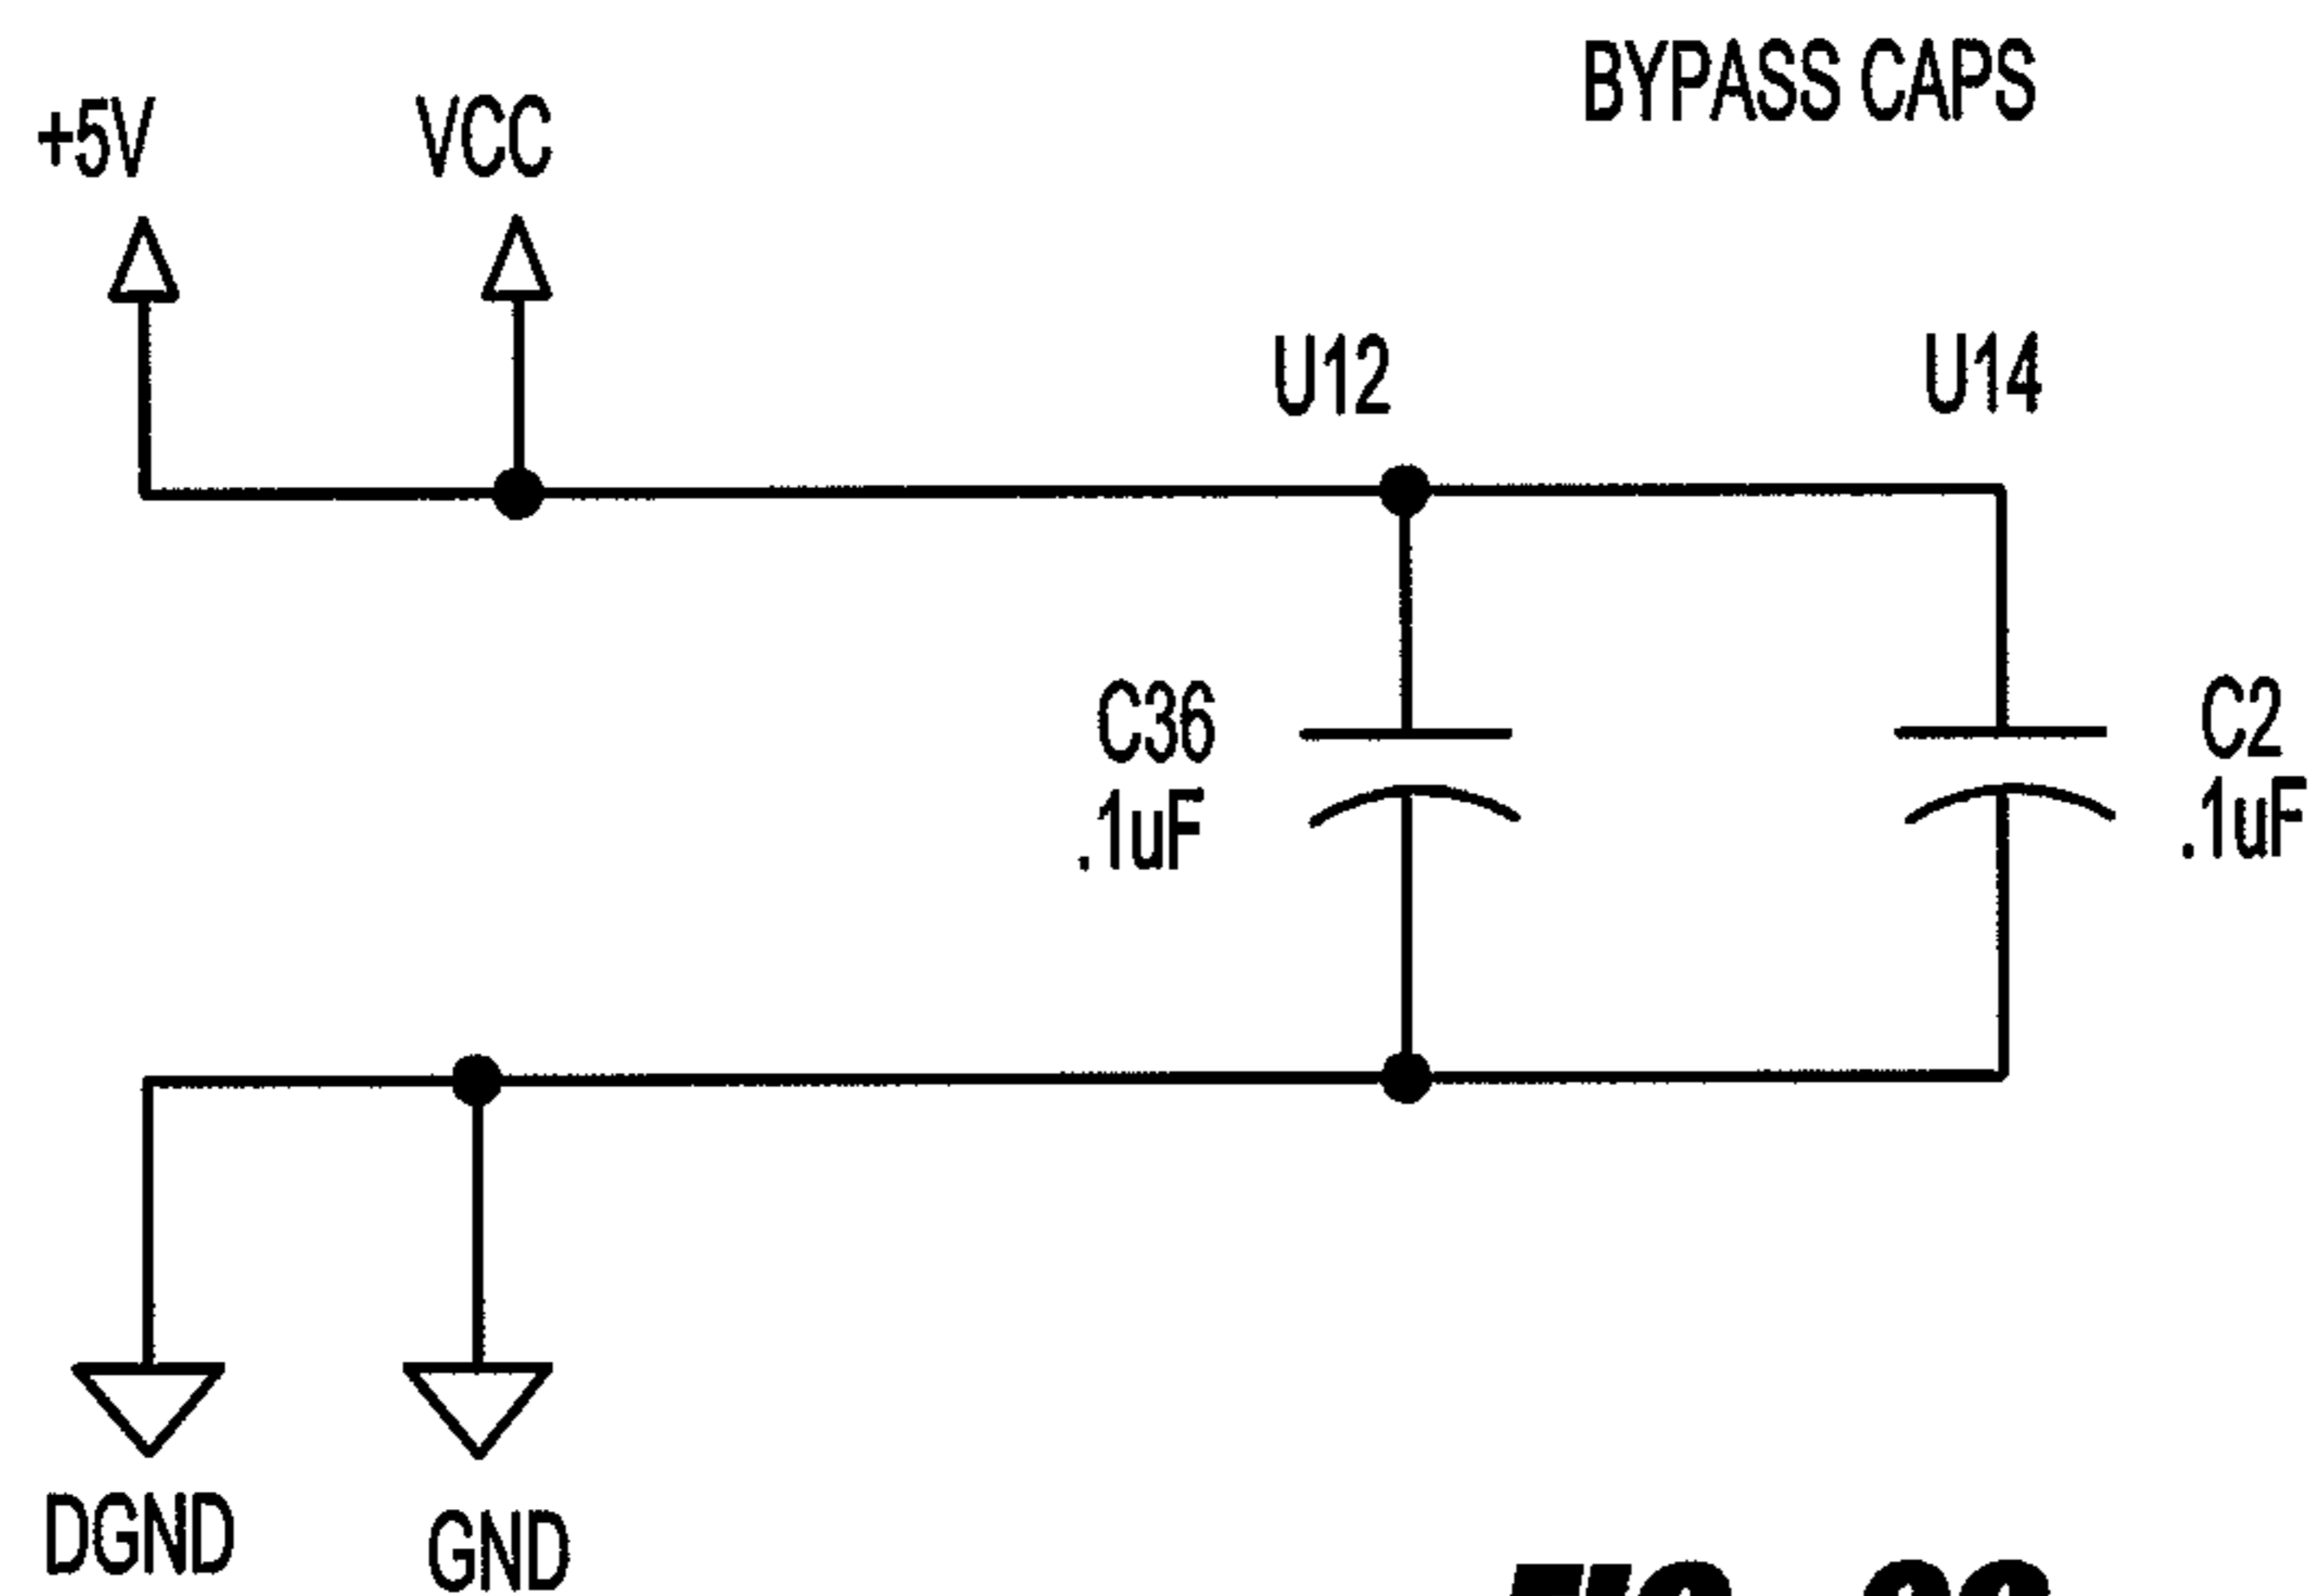 BYPASS CAPS
+5V
VCC
U12
U14
C36
.1uF
C2
.1uF
DGND
GND